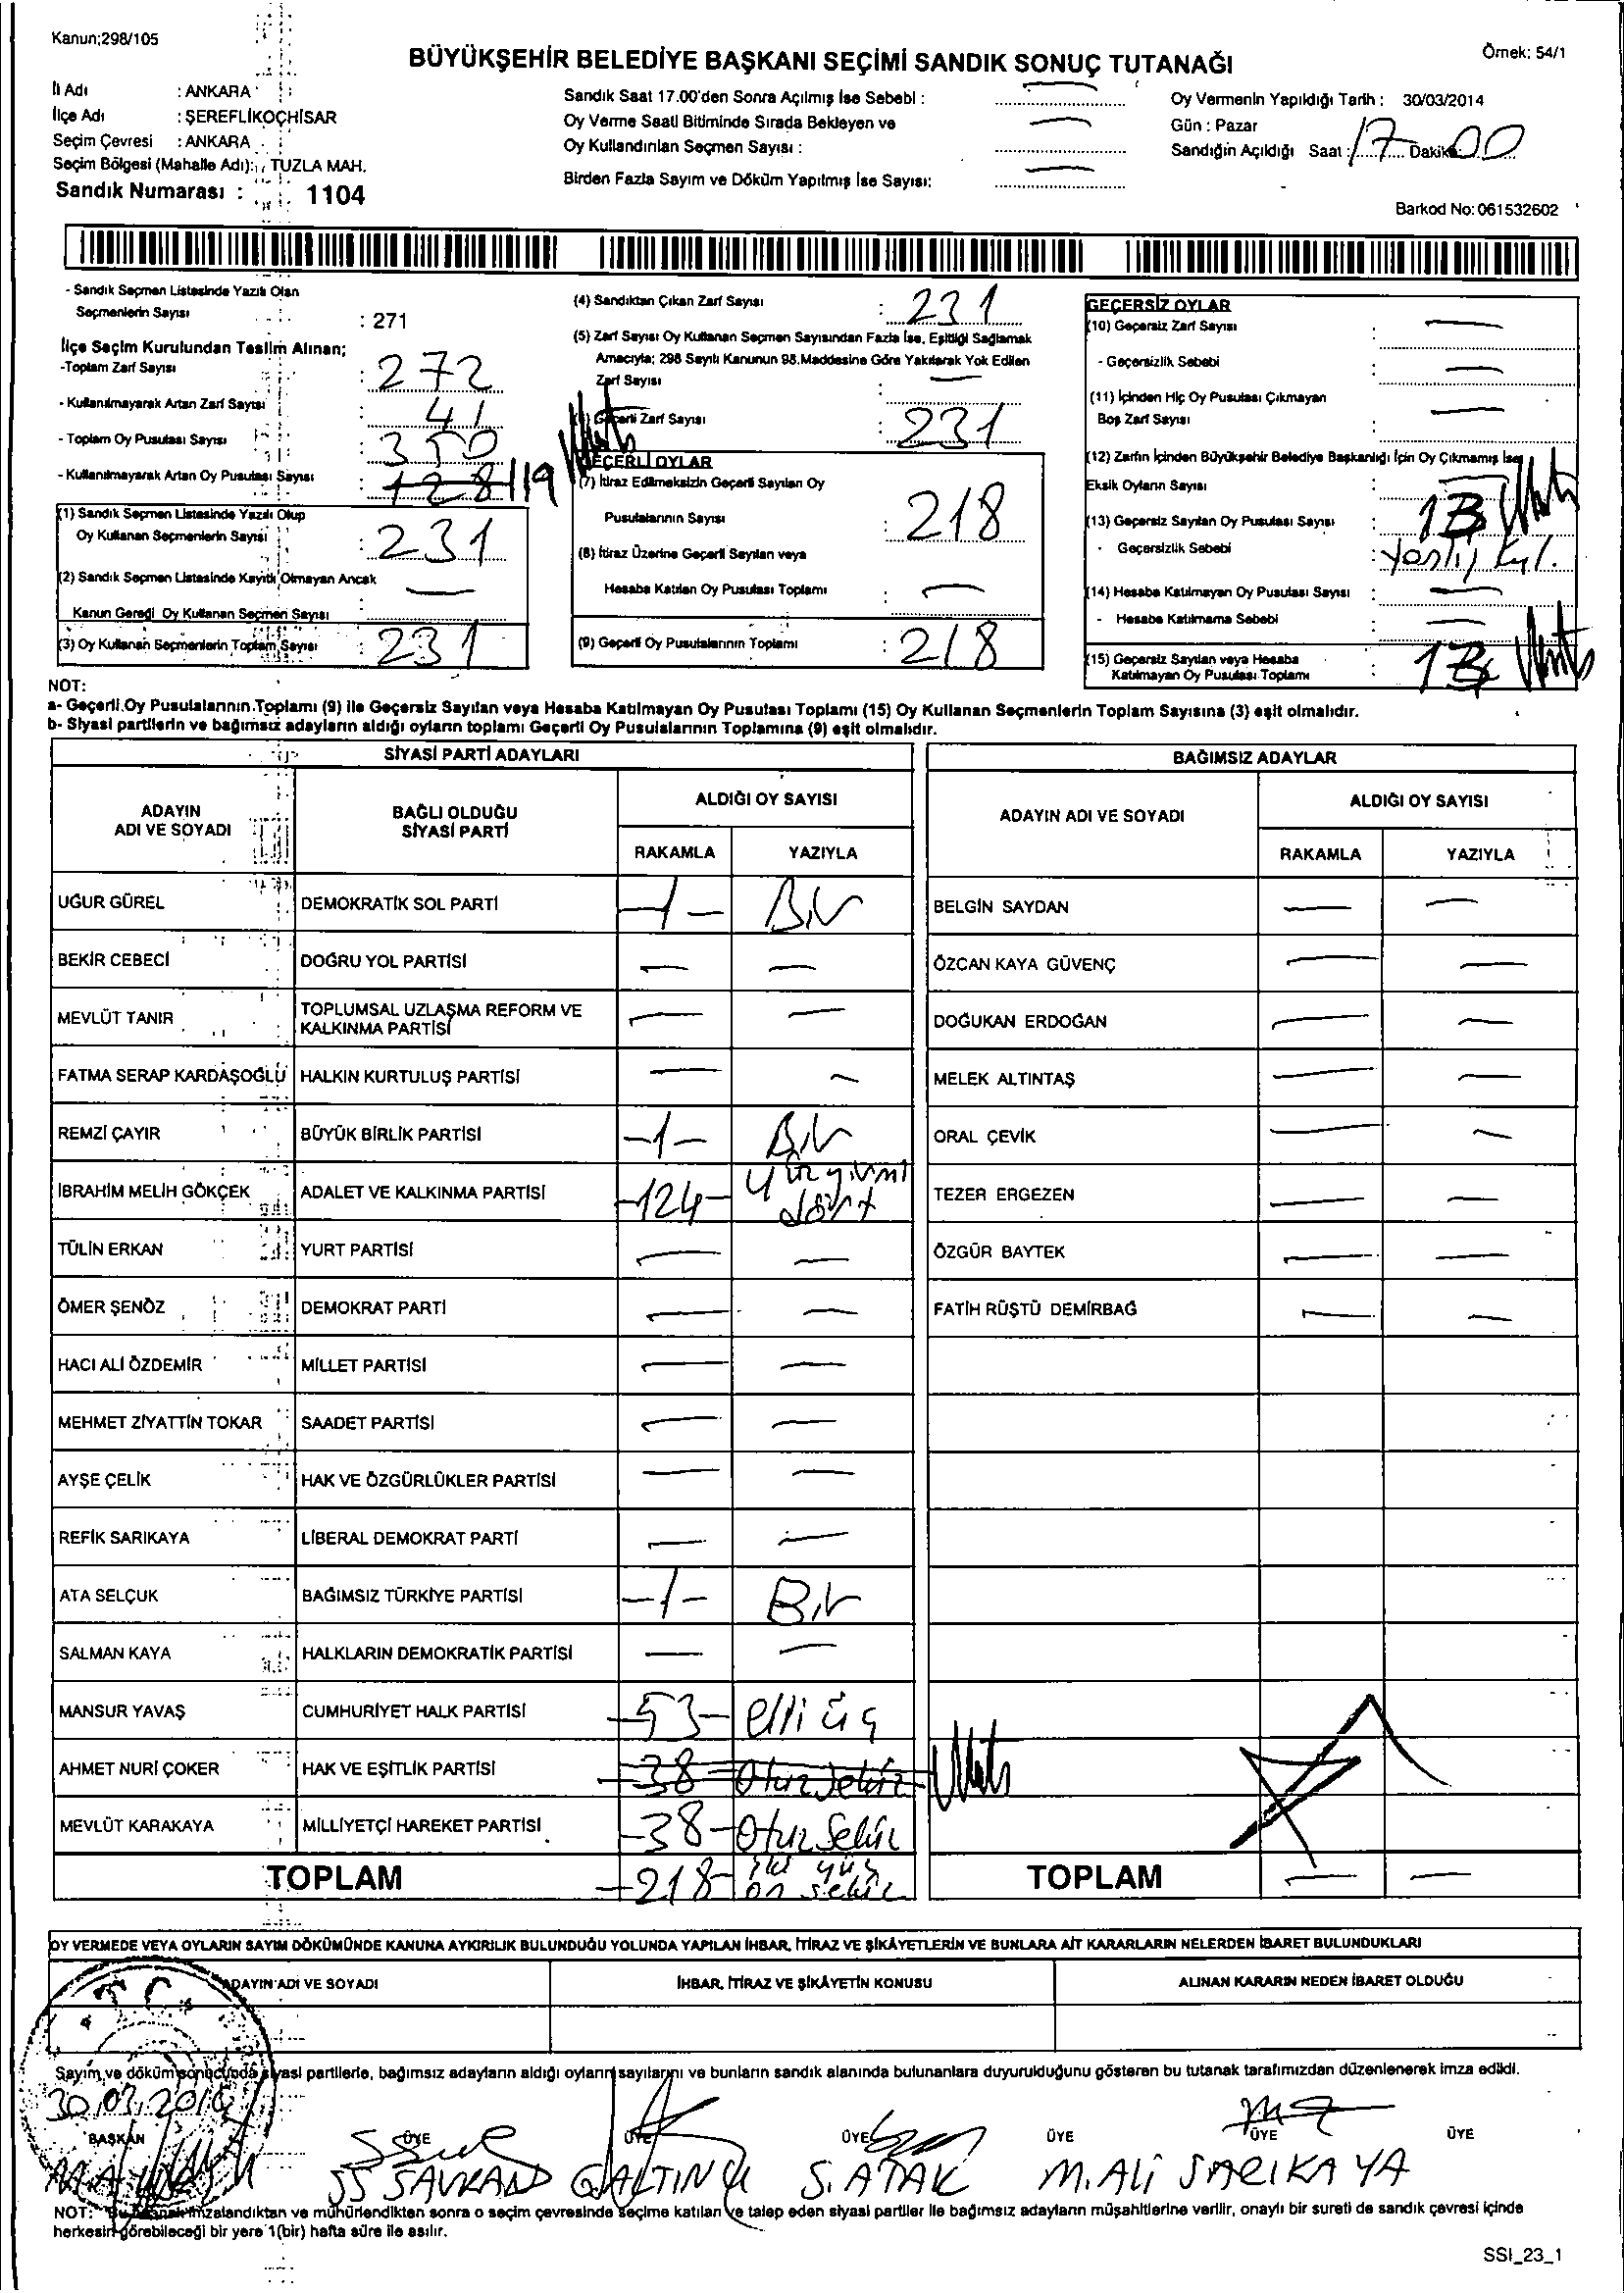 Kanun;298/105
Örnek: 54/1
BÜYÜKŞEHİR BELEDİYE BAŞKANI SEÇİMİ SANDIK SONUÇ TUTANAĞI
İl Adı : ANKARA
İlçe Adı : ŞEREFLİKOÇHİSAR
Seçim Çevresi : ANKARA
Seçim Bölgesi (Mahalle Adı): TUZLA MAH.
Sandık Numarası : 1104
Sandık Saat 17.00'den Sonra Açılmış İse Sebebi : —
Oy Verme Saati Bitiminde Sırada Bekleyen ve
Oy Kullandırılan Seçmen Sayısı : —
Birden Fazla Sayım ve Döküm Yapılmış İse Sayısı: —
Oy Vermenin Yapıldığı Tarih : 30/03/2014
Gün : Pazar
Sandığın Açıldığı Saat : 17 Dakika: 00
Barkod No: 061532602
- Sandık Seçmen Listesinde Yazılı Olan
Seçmenlerin Sayısı : 271
İlçe Seçim Kurulundan Teslim Alınan;
-Toplam Zarf Sayısı : 272
- Kullanılmayarak Artan Zarf Sayısı : 41
- Toplam Oy Pusulası Sayısı : 350
- Kullanılmayarak Artan Oy Pusulası Sayısı : 128 119
(1) Sandık Seçmen Listesinde Yazılı Olup
Oy Kullanan Seçmenlerin Sayısı : 231
(2) Sandık Seçmen Listesinde Kayıtlı Olmayan Ancak
Kanun Gereği Oy Kullanan Seçmen Sayısı : —
(3) Oy Kullanan Seçmenlerin Toplam Sayısı : 231
(4) Sandıktan Çıkan Zarf Sayısı : 231
(5) Zarf Sayısı Oy Kullanan Seçmen Sayısından Fazla İse, Eşitliği Sağlamak
Amacıyla; 298 Sayılı Kanunun 98.Maddesine Göre Yakılarak Yok Edilen
Zarf Sayısı : —
(6) Geçerli Zarf Sayısı : 231
GEÇERLİ OYLAR
(7) İtiraz Edilmeksizin Geçerli Sayılan Oy
Pusulalarının Sayısı : 218
(8) İtiraz Üzerine Geçerli Sayılan veya
Hesaba Katılan Oy Pusulası Toplamı : —
(9) Geçerli Oy Pusulalarının Toplamı : 218
GEÇERSİZ OYLAR
(10) Geçersiz Zarf Sayısı : —
- Geçersizlik Sebebi : —
(11) İçinden Hiç Oy Pusulası Çıkmayan
Boş Zarf Sayısı : —
(12) Zarfın İçinden Büyükşehir Belediye Başkanlığı İçin Oy Çıkmamış İse
Eksik Oyların Sayısı : —
(13) Geçersiz Sayılan Oy Pusulası Sayısı : 13
- Geçersizlik Sebebi :
(14) Hesaba Katılmayan Oy Pusulası Sayısı : —
- Hesaba Katılmama Sebebi : —
(15) Geçersiz Sayılan veya Hesaba
Katılmayan Oy Pusulası Toplamı : 13
NOT:
a- Geçerli Oy Pusulalarının Toplamı (9) ile Geçersiz Sayılan veya Hesaba Katılmayan Oy Pusulası Toplamı (15) Oy Kullanan Seçmenlerin Toplam Sayısına (3) eşit olmalıdır.
b- Siyasi partilerin ve bağımsız adayların aldığı oyların toplamı Geçerli Oy Pusulalarının Toplamına (9) eşit olmalıdır.
SİYASİ PARTİ ADAYLARI
ADAYIN ADI VE SOYADI
BAĞLI OLDUĞU SİYASİ PARTİ
ALDIĞI OY SAYISI
RAKAMLA YAZIYLA
UĞUR GÜREL DEMOKRATİK SOL PARTİ -1- Bir
BEKİR CEBECİ DOĞRU YOL PARTİSİ — —
MEVLÜT TANIR TOPLUMSAL UZLAŞMA REFORM VE KALKINMA PARTİSİ — —
FATMA SERAP KARDAŞOĞLU HALKIN KURTULUŞ PARTİSİ — —
REMZİ ÇAYIR BÜYÜK BİRLİK PARTİSİ -1- Bir
İBRAHİM MELİH GÖKÇEK ADALET VE KALKINMA PARTİSİ -124- yüzyirmi dört
TÜLİN ERKAN YURT PARTİSİ — —
ÖMER ŞENÖZ DEMOKRAT PARTİ — —
HACI ALİ ÖZDEMİR MİLLET PARTİSİ — —
MEHMET ZİYATTİN TOKAR SAADET PARTİSİ — —
AYŞE ÇELİK HAK VE ÖZGÜRLÜKLER PARTİSİ — —
REFİK SARIKAYA LİBERAL DEMOKRAT PARTİ — —
ATA SELÇUK BAĞIMSIZ TÜRKİYE PARTİSİ -1- Bir
SALMAN KAYA HALKLARIN DEMOKRATİK PARTİSİ — —
MANSUR YAVAŞ CUMHURİYET HALK PARTİSİ -53- elli üç
AHMET NURİ ÇOKER HAK VE EŞİTLİK PARTİSİ -38- Otuz sekiz
MEVLÜT KARAKAYA MİLLİYETÇİ HAREKET PARTİSİ -38- Otuz Sekiz
TOPLAM -218- iki yüz on sekiz
BAĞIMSIZ ADAYLAR
ADAYIN ADI VE SOYADI
ALDIĞI OY SAYISI
RAKAMLA YAZIYLA
BELGİN SAYDAN — —
ÖZCAN KAYA GÜVENÇ — —
DOĞUKAN ERDOĞAN — —
MELEK ALTINTAŞ — —
ORAL ÇEVİK — —
TEZER ERGEZEN — —
ÖZGÜR BAYTEK — —
FATİH RÜŞTÜ DEMİRBAĞ — —
TOPLAM — —
OY VERMEDE VEYA OYLARIN SAYIM DÖKÜMÜNDE KANUNA AYKIRILIK BULUNDUĞU YOLUNDA YAPILAN İHBAR, İTİRAZ VE ŞİKÂYETLERİN VE BUNLARA AİT KARARLARIN NELERDEN İBARET BULUNDUKLARI
ADAYIN ADI VE SOYADI
İHBAR, İTİRAZ VE ŞİKÂYETİN KONUSU
ALINAN KARARIN NEDEN İBARET OLDUĞU
T.C.
Sayım ve döküm sonucunda siyasi partilerle, bağımsız adayların aldığı oyların sayılarını ve bunların sandık alanında bulunanlara duyurulduğunu gösteren bu tutanak tarafımızdan düzenlenerek imza edildi.
30.03.2014
BAŞKAN ÜYE ÜYE ÜYE ÜYE ÜYE ÜYE
S. ATAK M. ALİ SARIKAYA
NOT: Bu tutanak imzalandıktan ve mühürlendikten sonra o seçim çevresinde seçime katılan ve talep eden siyasi partiler ile bağımsız adayların müşahitlerine verilir, onaylı bir sureti de sandık çevresi içinde
herkesin görebileceği bir yere 1(bir) hafta süre ile asılır.
SSI_23_1